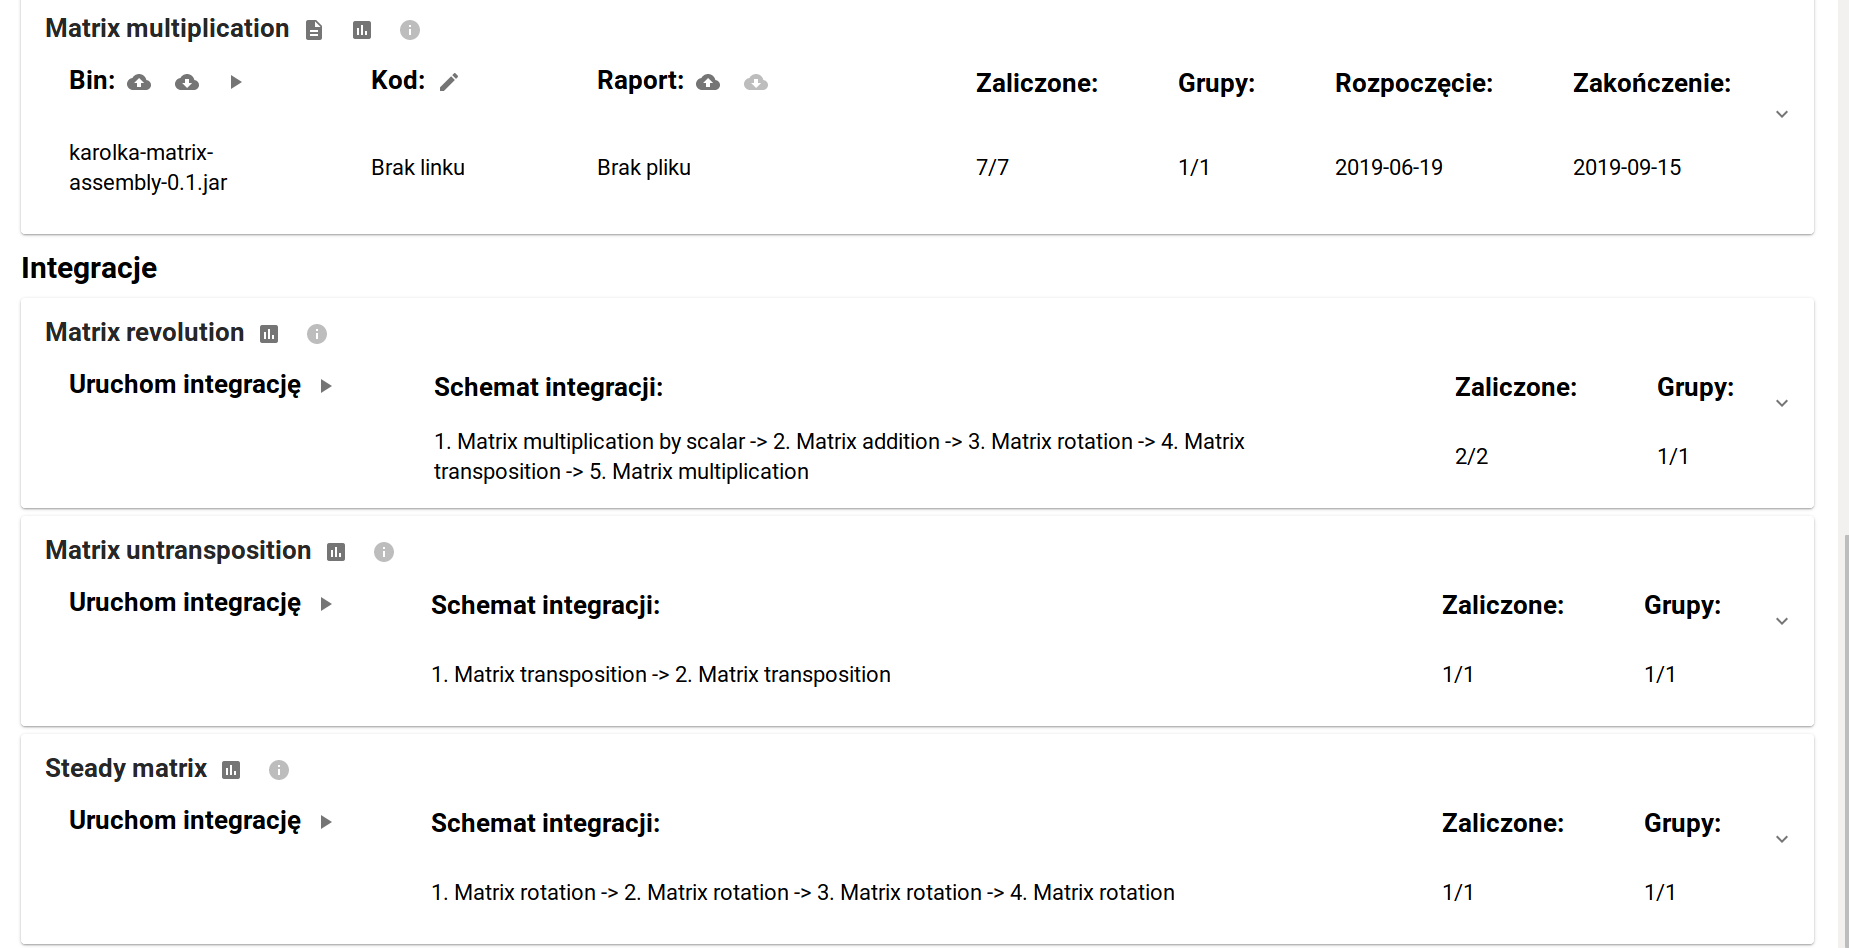 Matrix multiplication
Bin: Kod: Raport: Zaliczone: Grupy: Rozpoczęcie: Zakończenie:
karolka-matrix-
assembly-0.1.jar
Brak linku Brak pliku 7/7 1/1 2019-06-19 2019-09-15
Integracje
Matrix revolution
Uruchom integrację Schemat integracji: Zaliczone: Grupy:
1. Matrix multiplication by scalar -> 2. Matrix addition -> 3. Matrix rotation -> 4. Matrix
transposition -> 5. Matrix multiplication
2/2 1/1
Matrix untransposition
Uruchom integrację Schemat integracji: Zaliczone: Grupy:
1. Matrix transposition -> 2. Matrix transposition 1/1 1/1
Steady matrix
Uruchom integrację Schemat integracji: Zaliczone: Grupy:
1. Matrix rotation -> 2. Matrix rotation -> 3. Matrix rotation -> 4. Matrix rotation 1/1 1/1